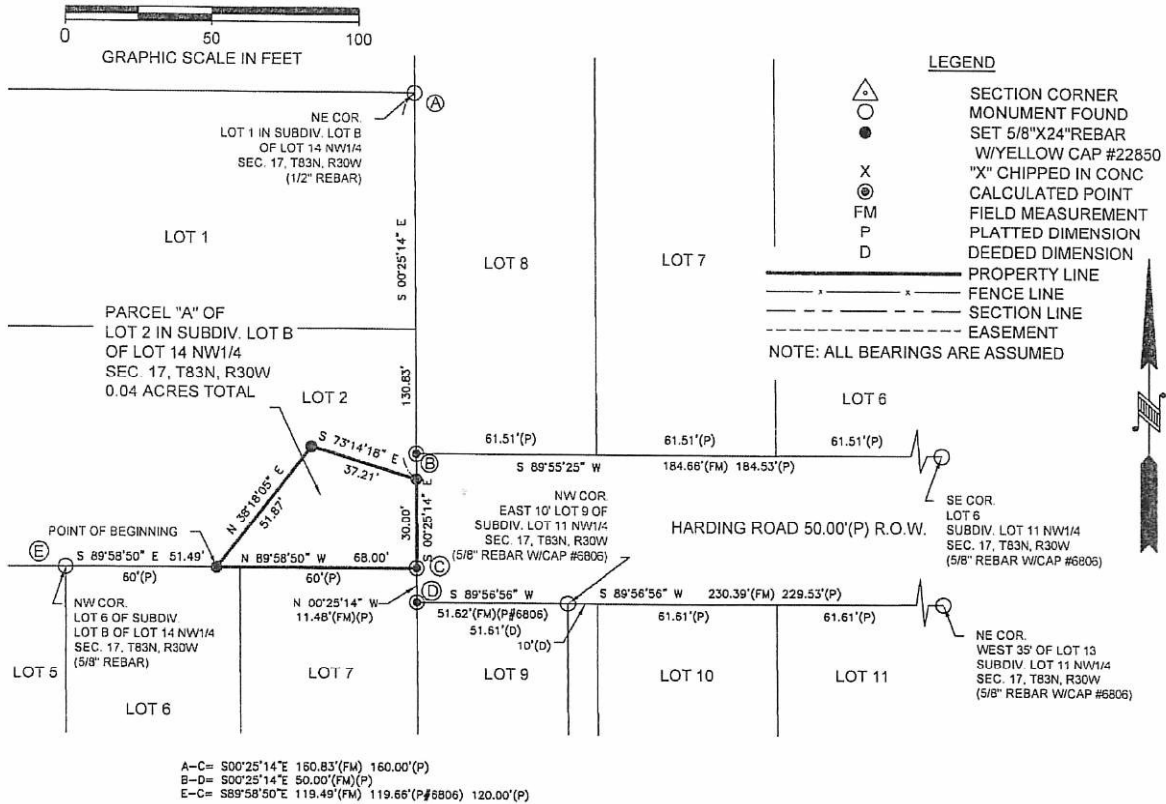 0 50 100
GRAPHIC SCALE IN FEET
LEGEND
SECTION CORNER
MONUMENT FOUND
SET 5/8"X24"REBAR
W/YELLOW CAP #22850
X "X" CHIPPED IN CONC
CALCULATED POINT
FM FIELD MEASUREMENT
P PLATTED DIMENSION
D DEEDED DIMENSION
PROPERTY LINE
x x FENCE LINE
SECTION LINE
EASEMENT
NOTE: ALL BEARINGS ARE ASSUMED
A
NE COR.
LOT 1 IN SUBDIV. LOT B
OF LOT 14 NW1/4
SEC. 17, T83N, R30W
(1/2" REBAR)
LOT 1
S 00°25'14" E
130.83'
LOT 8
LOT 7
PARCEL "A" OF
LOT 2 IN SUBDIV. LOT B
OF LOT 14 NW1/4
SEC. 17, T83N, R30W
0.04 ACRES TOTAL
LOT 2
LOT 6
61.51'(P)
61.51'(P)
61.51'(P)
B
S 89°55'25" W
184.66'(FM) 184.53'(P)
S 73°14'18" E
37.21'
N 38°18'05" E
51.87'
S 00°25'14" E
30.00'
NW COR.
EAST 10' LOT 9 OF
SUBDIV. LOT 11 NW1/4
SEC. 17, T83N, R30W
(5/8" REBAR W/CAP #6806)
HARDING ROAD 50.00'(P) R.O.W.
SE COR.
LOT 6
SUBDIV. LOT 11 NW1/4
SEC. 17, T83N, R30W
(5/8" REBAR W/CAP #6806)
POINT OF BEGINNING
E
S 89°58'50" E 51.49'
60'(P)
N 89°58'50" W 68.00'
60'(P)
C
D
N 00°25'14" W
11.48'(FM)(P)
S 89°56'56" W
51.62'(FM)(P#6806)
51.61'(D)
10'(D)
S 89°56'56" W 230.39'(FM) 229.53'(P)
61.61'(P)
61.61'(P)
NW COR.
LOT 6 OF SUBDIV.
LOT B OF LOT 14 NW1/4
SEC. 17, T83N, R30W
(5/8" REBAR)
NE COR.
WEST 35' OF LOT 13
SUBDIV. LOT 11 NW1/4
SEC. 17, T83N, R30W
(5/8" REBAR W/CAP #6806)
LOT 5
LOT 6
LOT 7
LOT 9
LOT 10
LOT 11
A-C= S00°25'14"E 160.83'(FM) 160.00'(P)
B-D= S00°25'14"E 50.00'(FM)(P)
E-C= S89°58'50"E 119.49'(FM) 119.66'(P#6806) 120.00'(P)